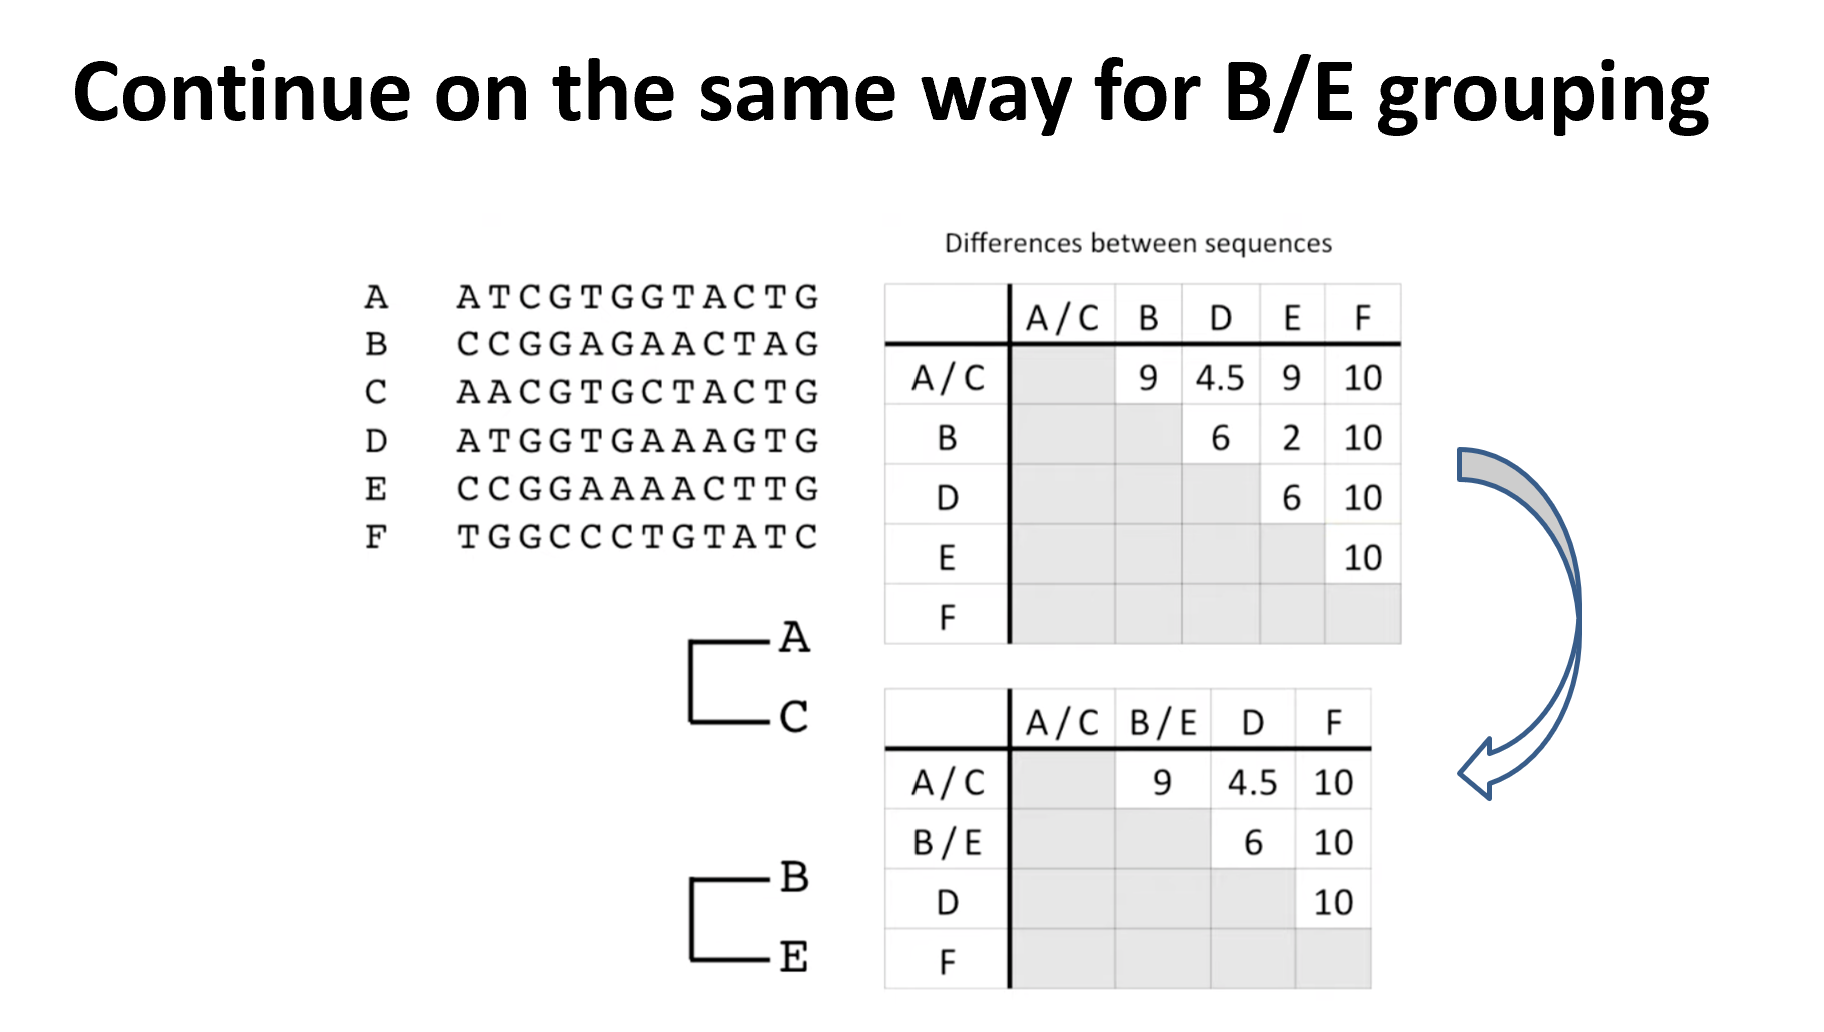 Continue on the same way for B/E grouping
Differences between sequences
A ATCGTGGTACTG
B CCGGAGAACTAG
C AACGTGCTACTG
D ATGGTGAAAGTG
E CCGGAAAACTTG
F TGGCCCTGTATC
A/C B D E F
A/C 9 4.5 9 10
B 6 2 10
D 6 10
E 10
F
A
C
B
E
A/C B/E D F
A/C 9 4.5 10
B/E 6 10
D 10
F